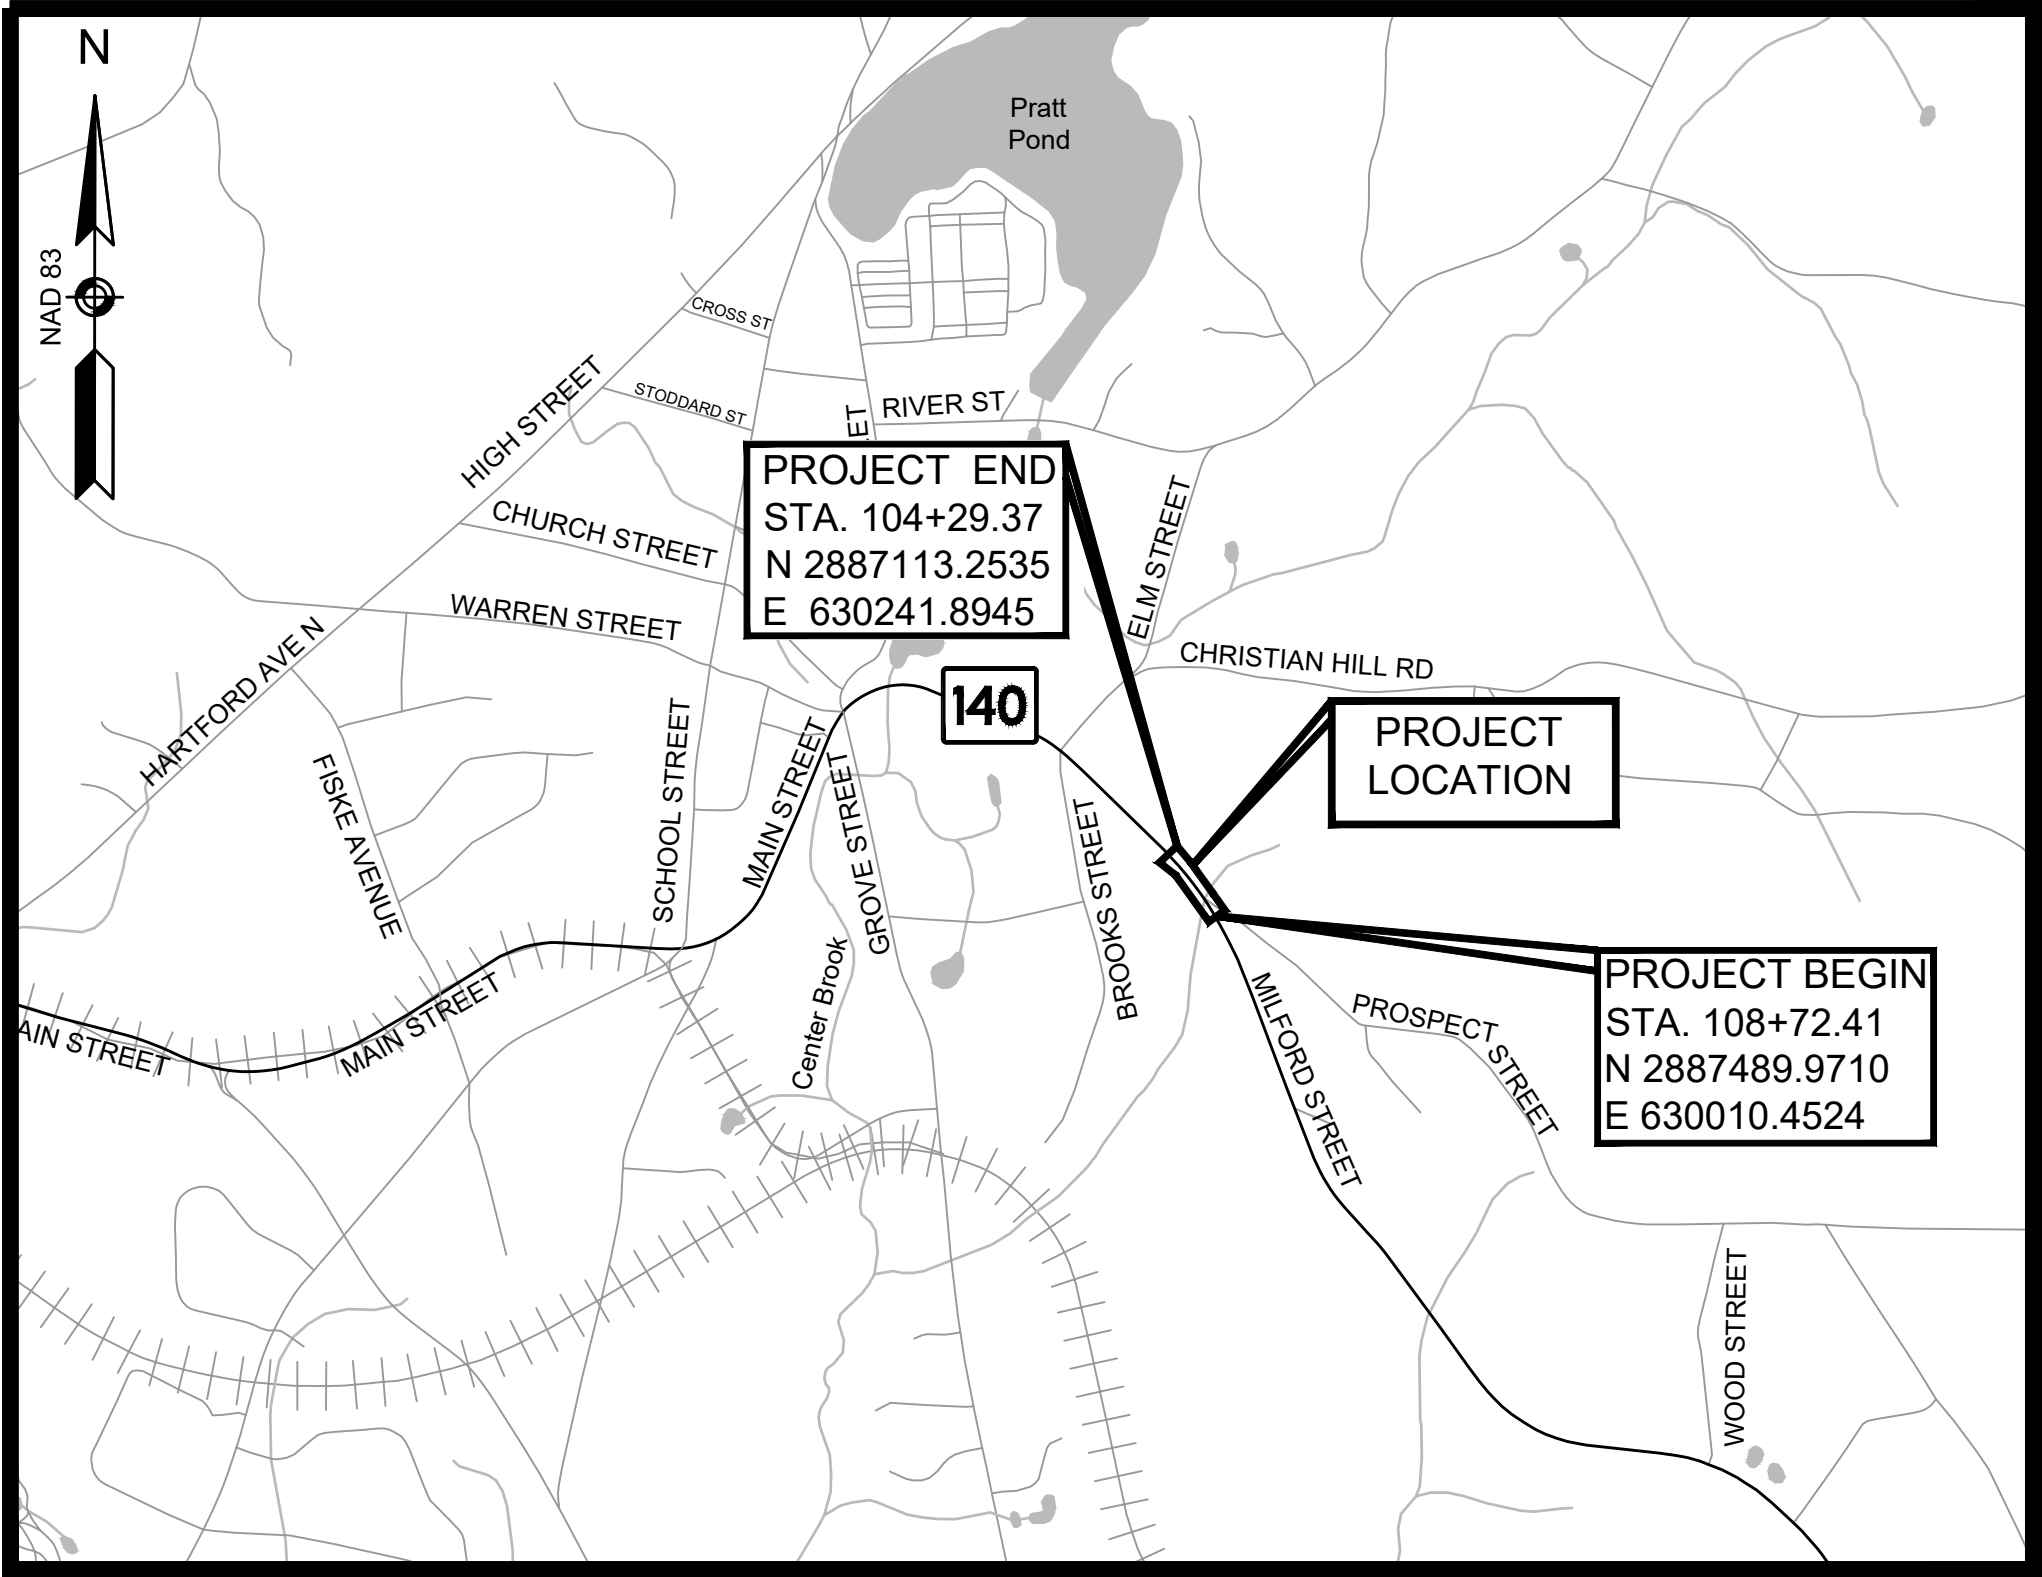 N
Pratt
Pond
NAD 83
CROSS ST
STODDARD ST
HIGH STREET
ET
RIVER ST
PROJECT END
STA. 104+29.37
N 2887113.2535
E 630241.8945
CHURCH STREET
WARREN STREET
ELM STREET
CHRISTIAN HILL RD
HARTFORD AVE N
140
PROJECT
LOCATION
FISKE AVENUE
SCHOOL STREET
MAIN STREET
GROVE STREET
BROOKS STREET
Center Brook
MAIN STREET
AIN STREET
MILFORD STREET
PROSPECT STREET
PROJECT BEGIN
STA. 108+72.41
N 2887489.9710
E 630010.4524
WOOD STREET